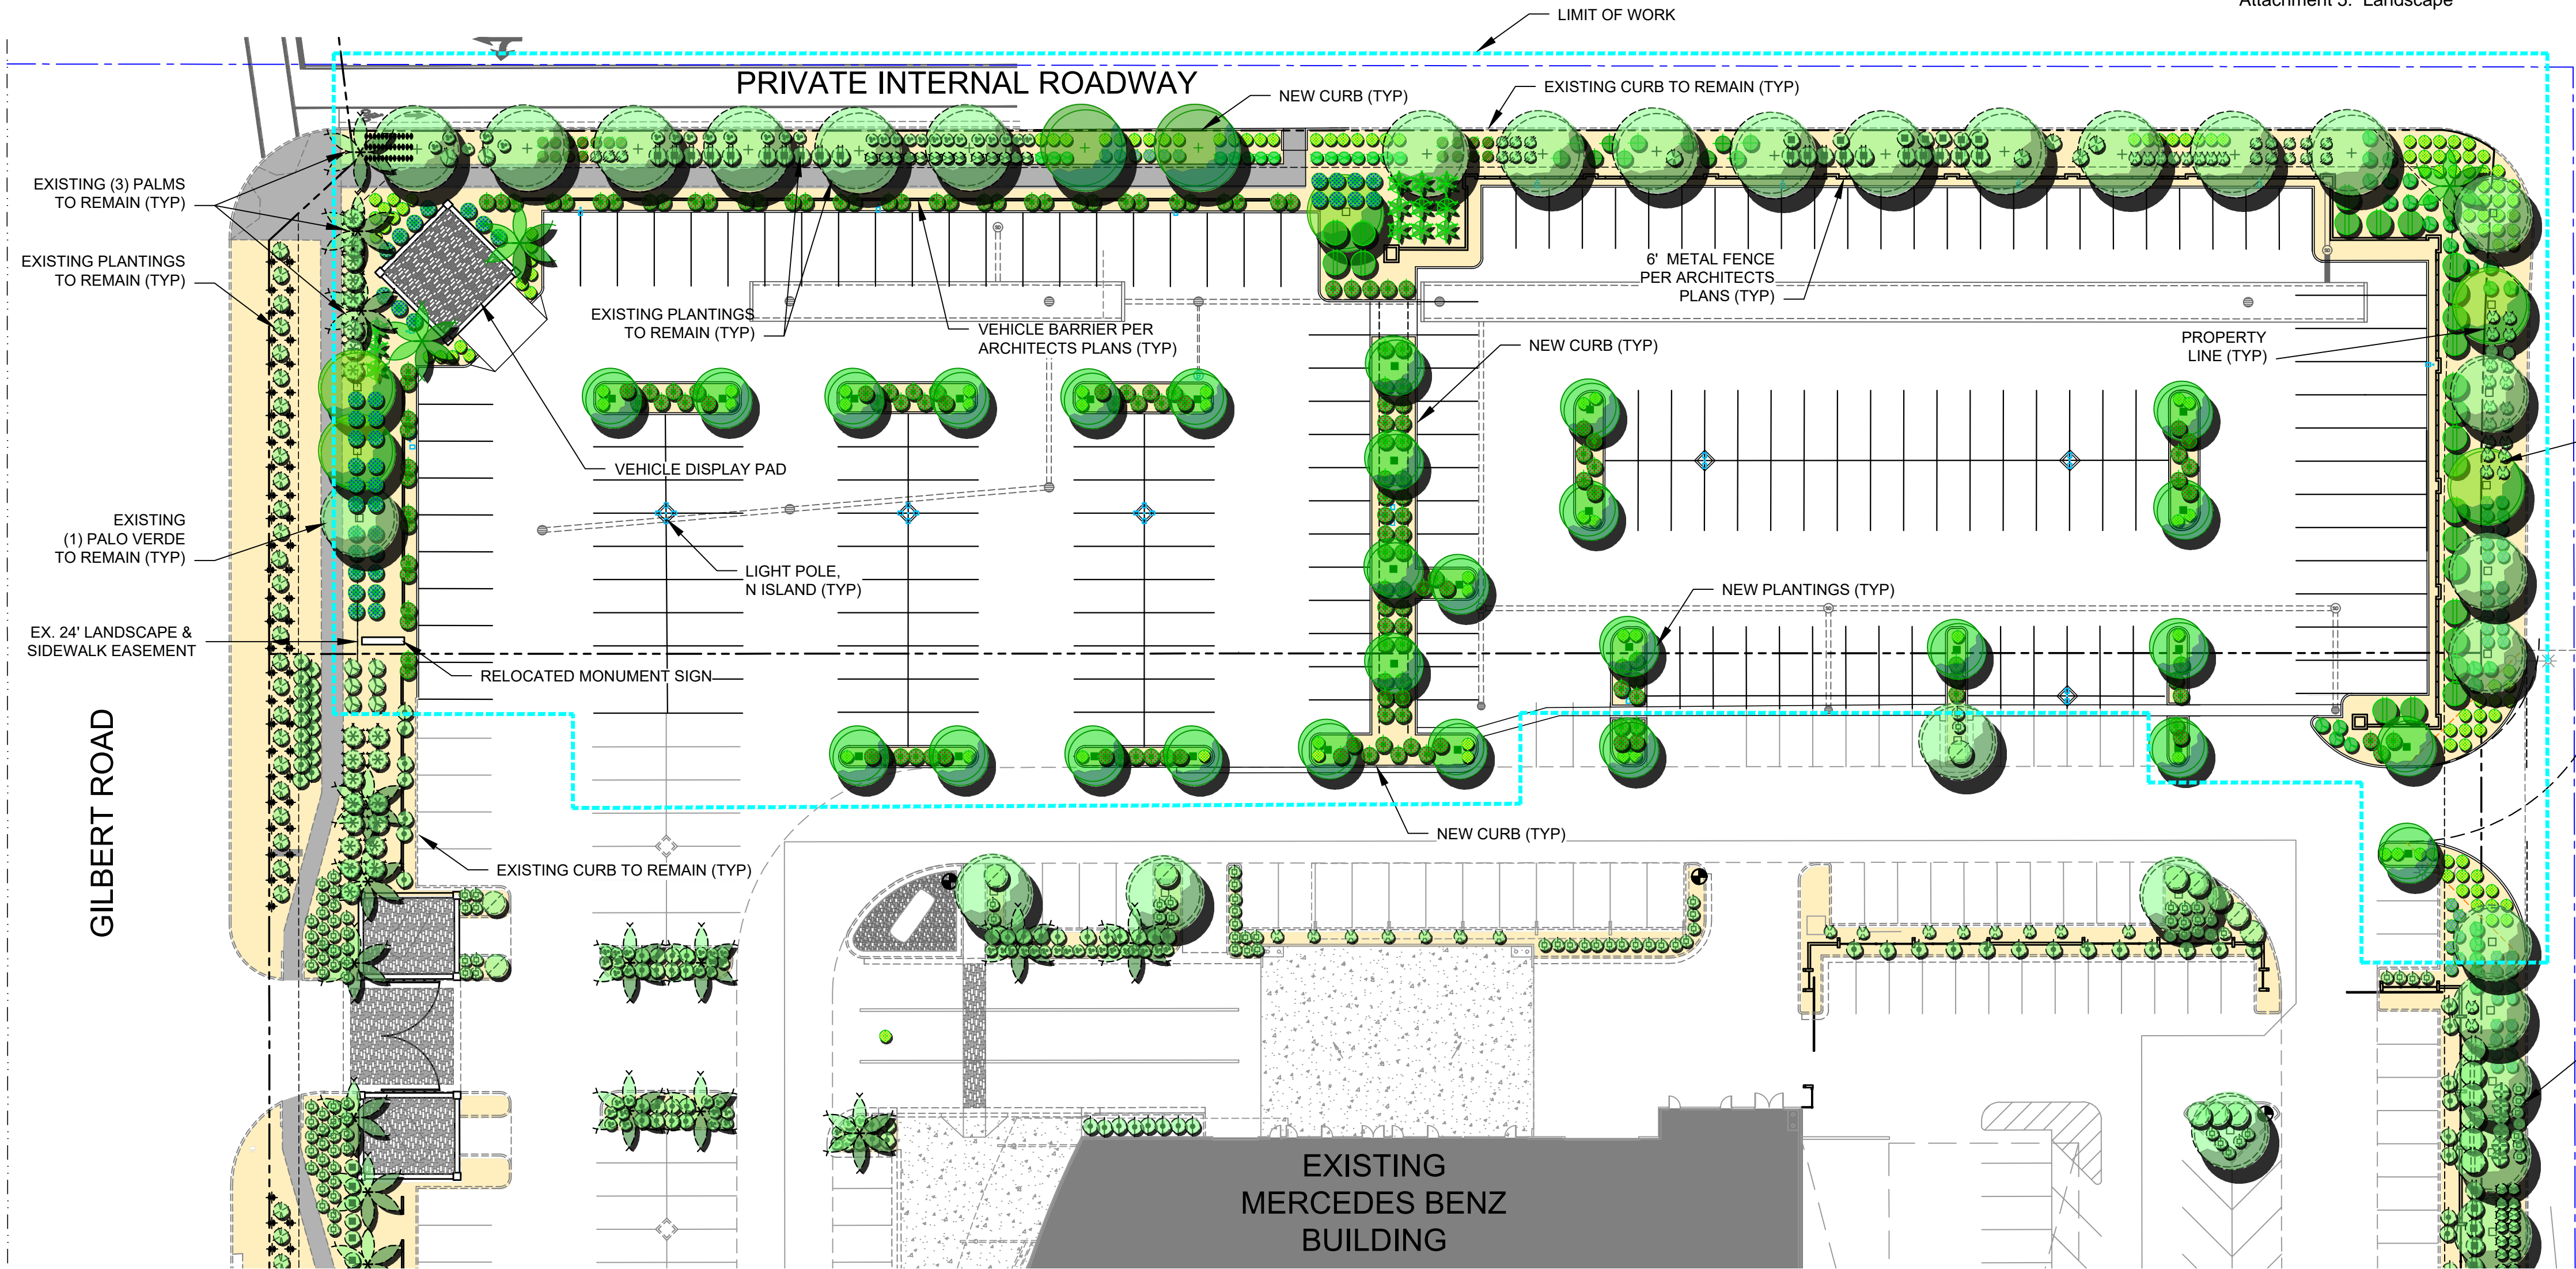 Attachment 5: Landscape
LIMIT OF WORK
PRIVATE INTERNAL ROADWAY
NEW CURB (TYP)
EXISTING CURB TO REMAIN (TYP)
EXISTING (3) PALMS
TO REMAIN (TYP)
EXISTING PLANTINGS
TO REMAIN (TYP)
6' METAL FENCE
PER ARCHITECTS
PLANS (TYP)
EXISTING PLANTINGS
TO REMAIN (TYP)
VEHICLE BARRIER PER
ARCHITECTS PLANS (TYP)
NEW CURB (TYP)
PROPERTY
LINE (TYP)
VEHICLE DISPLAY PAD
EXISTING
(1) PALO VERDE
TO REMAIN (TYP)
LIGHT POLE,
N ISLAND (TYP)
NEW PLANTINGS (TYP)
EX. 24' LANDSCAPE &
SIDEWALK EASEMENT
RELOCATED MONUMENT SIGN
GILBERT ROAD
NEW CURB (TYP)
EXISTING CURB TO REMAIN (TYP)
EXISTING
MERCEDES BENZ
BUILDING